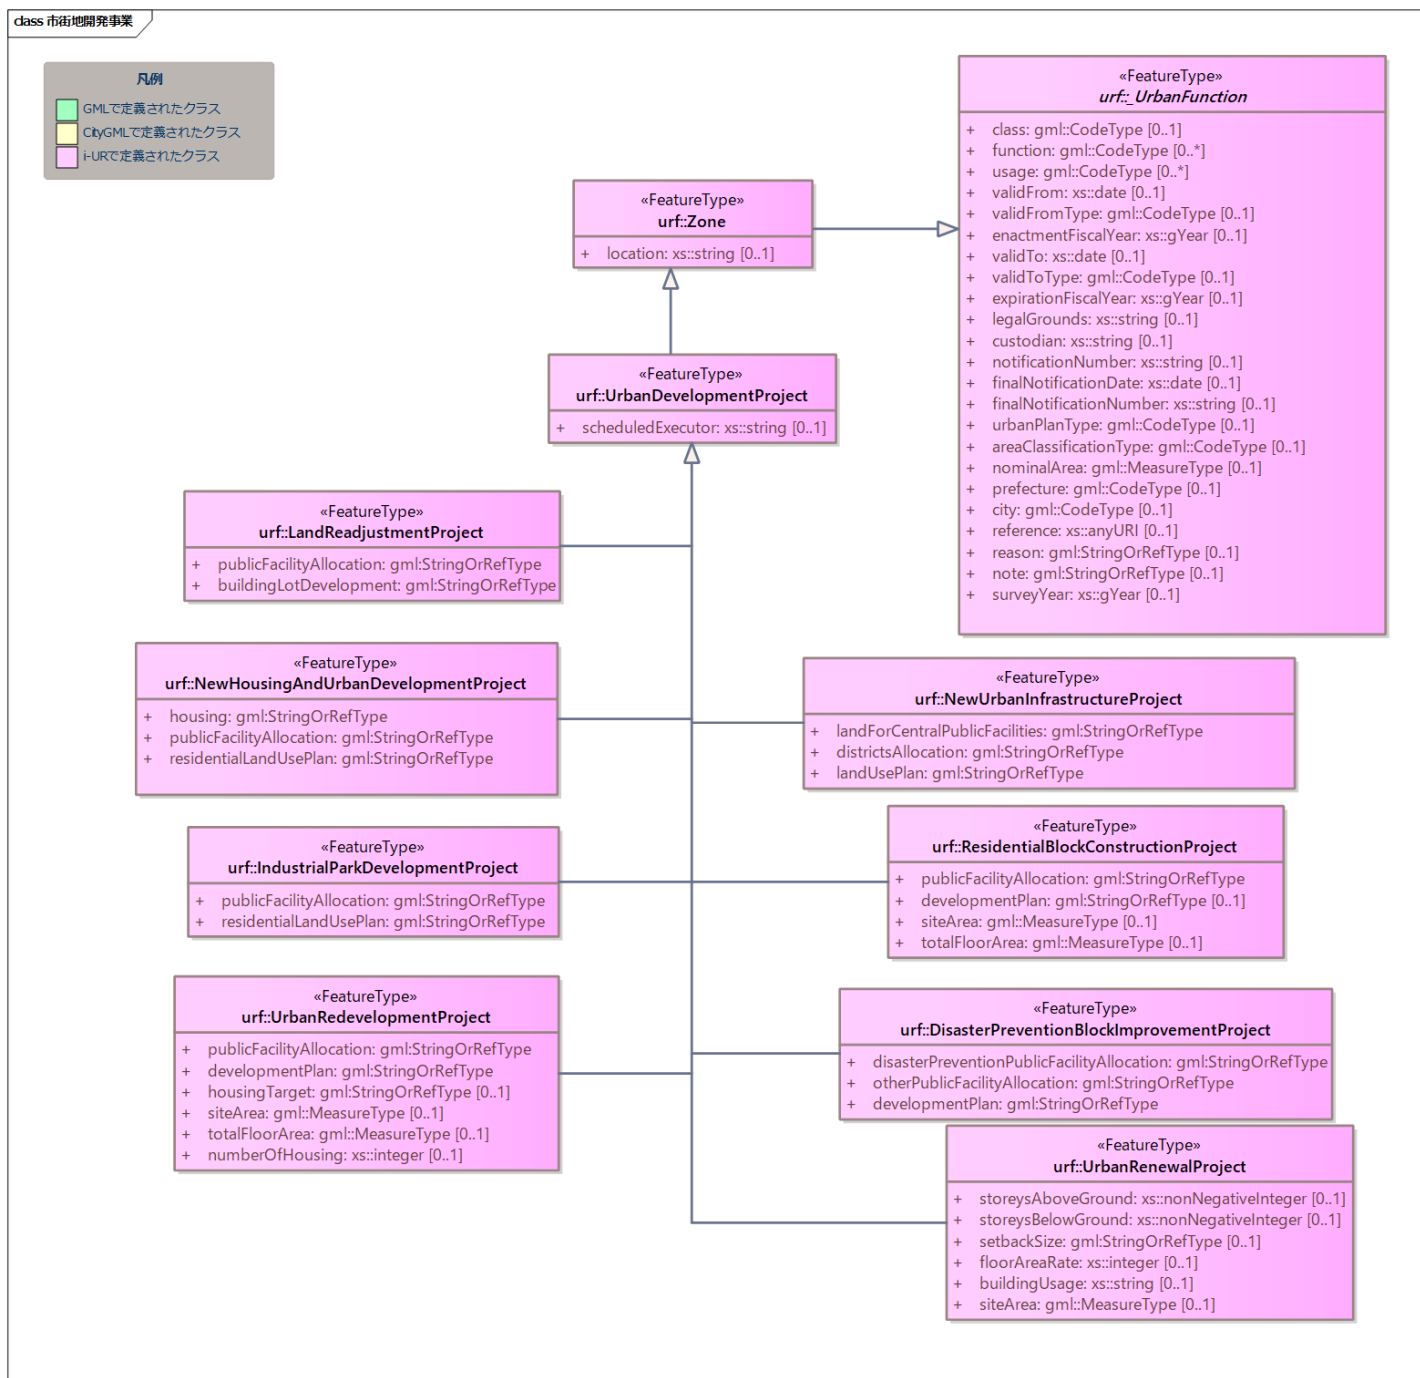 class 市街地開発事業
凡例
GMLで定義されたクラス
CityGMLで定義されたクラス
i-URで定義されたクラス
«FeatureType»
urf::_UrbanFunction
+ class: gml::CodeType [0..1]
+ function: gml::CodeType [0..*]
+ usage: gml::CodeType [0..*]
+ validFrom: xs::date [0..1]
+ validFromType: gml::CodeType [0..1]
+ enactmentFiscalYear: xs::gYear [0..1]
+ validTo: xs::date [0..1]
+ validToType: gml::CodeType [0..1]
+ expirationFiscalYear: xs::gYear [0..1]
+ legalGrounds: xs::string [0..1]
+ custodian: xs::string [0..1]
+ notificationNumber: xs::string [0..1]
+ finalNotificationDate: xs::date [0..1]
+ finalNotificationNumber: xs::string [0..1]
+ urbanPlanType: gml::CodeType [0..1]
+ areaClassificationType: gml::CodeType [0..1]
+ nominalArea: gml::MeasureType [0..1]
+ prefecture: gml::CodeType [0..1]
+ city: gml::CodeType [0..1]
+ reference: xs::anyURI [0..1]
+ reason: gml::StringOrRefType [0..1]
+ note: gml::StringOrRefType [0..1]
+ surveyYear: xs::gYear [0..1]
«FeatureType»
urf::Zone
+ location: xs::string [0..1]
«FeatureType»
urf::UrbanDevelopmentProject
+ scheduledExecutor: xs::string [0..1]
«FeatureType»
urf::LandReadjustmentProject
+ publicFacilityAllocation: gml:StringOrRefType
+ buildingLotDevelopment: gml:StringOrRefType
«FeatureType»
urf::NewHousingAndUrbanDevelopmentProject
+ housing: gml:StringOrRefType
+ publicFacilityAllocation: gml:StringOrRefType
+ residentialLandUsePlan: gml:StringOrRefType
«FeatureType»
urf::NewUrbanInfrastructureProject
+ landForCentralPublicFacilities: gml:StringOrRefType
+ districtsAllocation: gml:StringOrRefType
+ landUsePlan: gml:StringOrRefType
«FeatureType»
urf::IndustrialParkDevelopmentProject
+ publicFacilityAllocation: gml:StringOrRefType
+ residentialLandUsePlan: gml:StringOrRefType
«FeatureType»
urf::ResidentialBlockConstructionProject
+ publicFacilityAllocation: gml:StringOrRefType
+ developmentPlan: gml:StringOrRefType [0..1]
+ siteArea: gml::MeasureType [0..1]
+ totalFloorArea: gml::MeasureType [0..1]
«FeatureType»
urf::UrbanRedevelopmentProject
+ publicFacilityAllocation: gml:StringOrRefType
+ developmentPlan: gml:StringOrRefType
+ housingTarget: gml:StringOrRefType [0..1]
+ siteArea: gml::MeasureType [0..1]
+ totalFloorArea: gml::MeasureType [0..1]
+ numberOfHousing: xs::integer [0..1]
«FeatureType»
urf::DisasterPreventionBlockImprovementProject
+ disasterPreventionPublicFacilityAllocation: gml:StringOrRefType
+ otherPublicFacilityAllocation: gml:StringOrRefType
+ developmentPlan: gml:StringOrRefType
«FeatureType»
urf::UrbanRenewalProject
+ storeysAboveGround: xs::nonNegativeInteger [0..1]
+ storeysBelowGround: xs::nonNegativeInteger [0..1]
+ setbackSize: gml:StringOrRefType [0..1]
+ floorAreaRate: xs::integer [0..1]
+ buildingUsage: xs::string [0..1]
+ siteArea: gml::MeasureType [0..1]